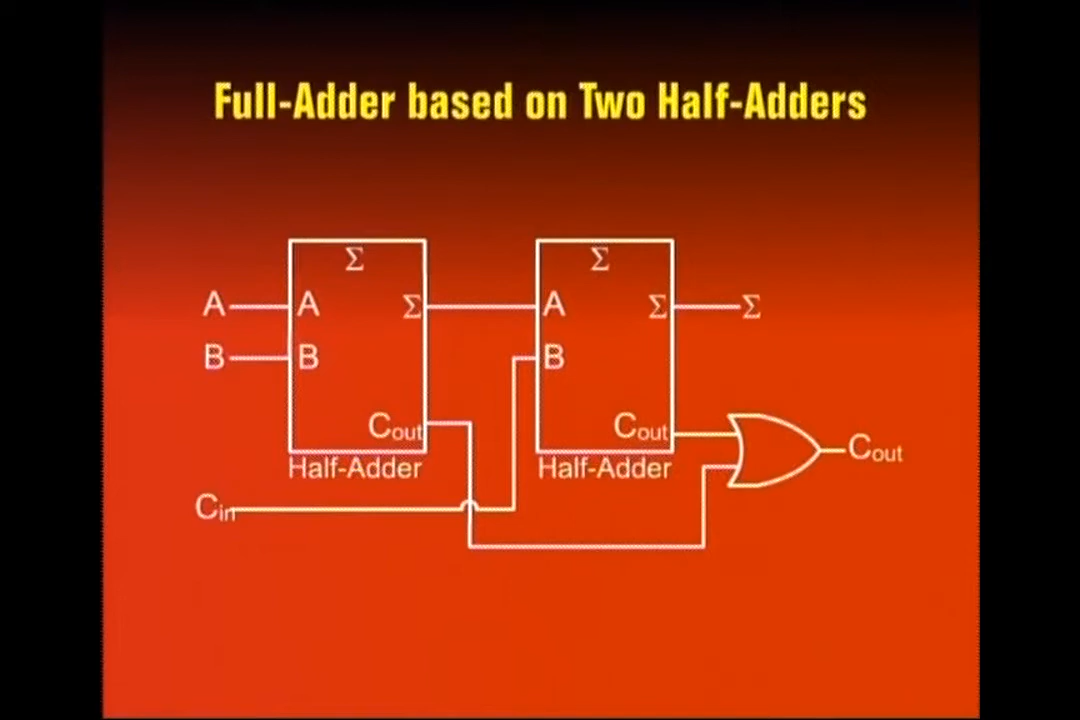 Full-Adder based on Two Half-Adders
Σ Σ
A A Σ A Σ Σ
B B B
Cout Cout Cout
Half-Adder Half-Adder
Cin